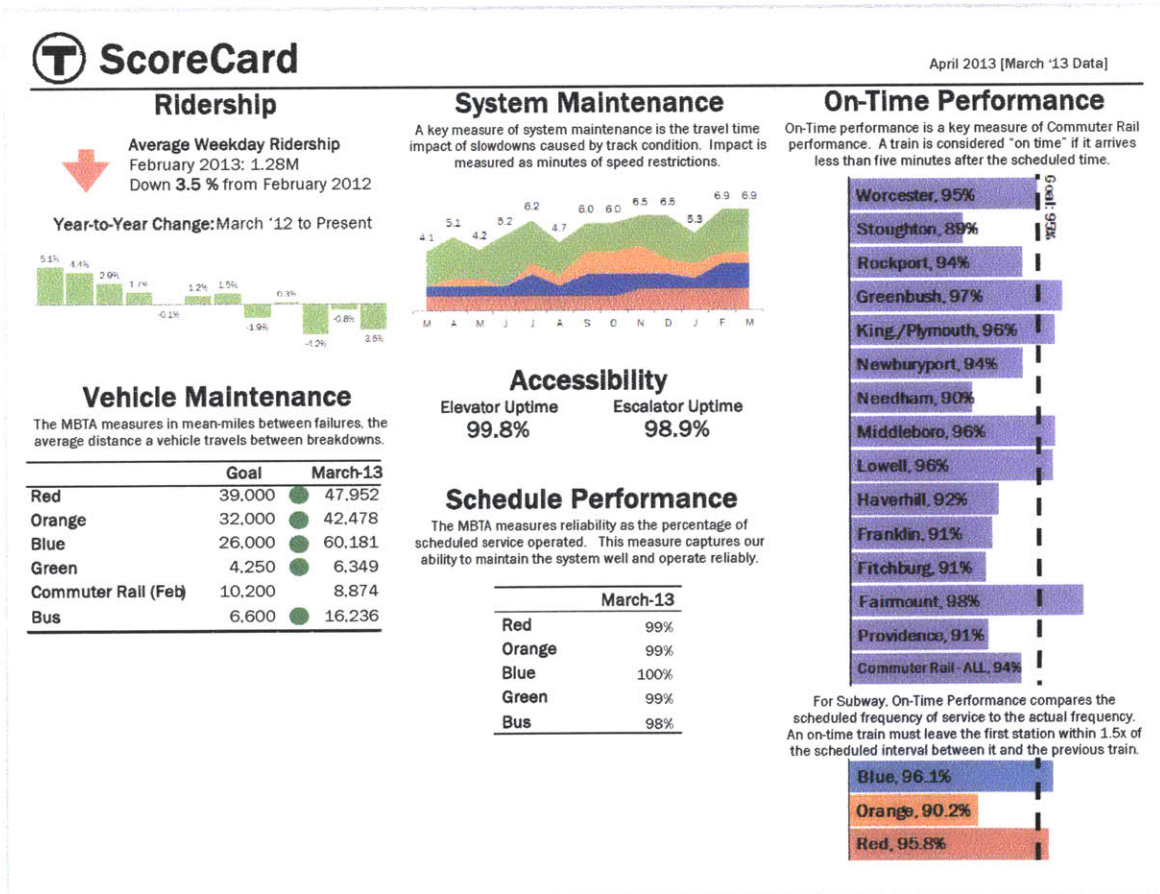 T ScoreCard
April 2013 [March '13 Data]
Ridership
Average Weekday Ridership
February 2013: 1.28M
Down 3.5 % from February 2012
Year-to-Year Change: March '12 to Present
5.1% 4.4% 2.9% 1.7% -0.1% 1.2% 1.5% -1.9% 0.3% -4.2% -0.8% 3.6%
Vehicle Maintenance
The MBTA measures in mean-miles between failures, the
average distance a vehicle travels between breakdowns.
Goal March-13
Red 39,000 47,952
Orange 32,000 42,478
Blue 26,000 60,181
Green 4,250 6,349
Commuter Rail (Feb) 10,200 8,874
Bus 6,600 16,236
System Maintenance
A key measure of system maintenance is the travel time
impact of slowdowns caused by track condition. Impact is
measured as minutes of speed restrictions.
4.1 5.1 4.2 5.2 6.2 4.7 6.0 6.0 6.5 6.5 5.3 6.9 6.9
M A M J J A S O N D J F M
Accessibility
Elevator Uptime Escalator Uptime
99.8% 98.9%
Schedule Performance
The MBTA measures reliability as the percentage of
scheduled service operated. This measure captures our
ability to maintain the system well and operate reliably.
March-13
Red 99%
Orange 99%
Blue 100%
Green 99%
Bus 98%
On-Time Performance
On-Time performance is a key measure of Commuter Rail
performance. A train is considered "on time" if it arrives
less than five minutes after the scheduled time.
Goal: 95%
Worcester, 95%
Stoughton, 89%
Rockport, 94%
Greenbush, 97%
King./Plymouth, 96%
Newburyport, 94%
Needham, 90%
Middleboro, 96%
Lowell, 96%
Haverhill, 92%
Franklin, 91%
Fitchburg, 91%
Fairmount, 98%
Providence, 91%
Commuter Rail - ALL, 94%
For Subway, On-Time Performance compares the
scheduled frequency of service to the actual frequency.
An on-time train must leave the first station within 1.5x of
the scheduled interval between it and the previous train.
Blue, 96.1%
Orange, 90.2%
Red, 95.8%